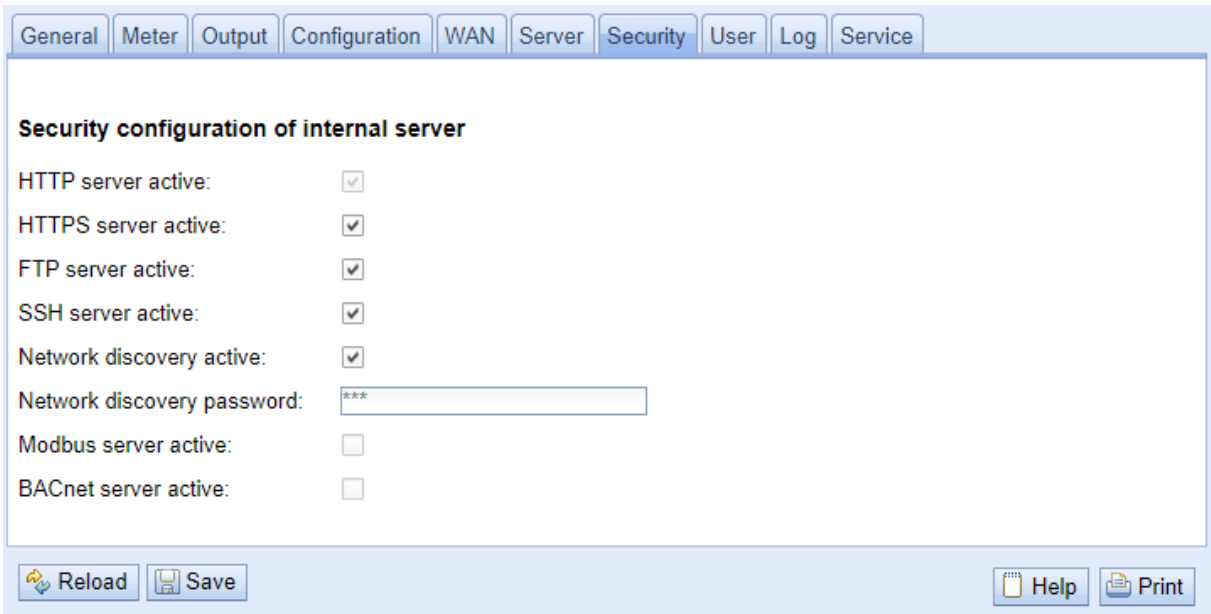 General Meter Output Configuration WAN Server Security User Log Service
Security configuration of internal server
HTTP server active:
HTTPS server active:
FTP server active:
SSH server active:
Network discovery active:
Network discovery password: ***
Modbus server active:
BACnet server active:
Reload Save Help Print